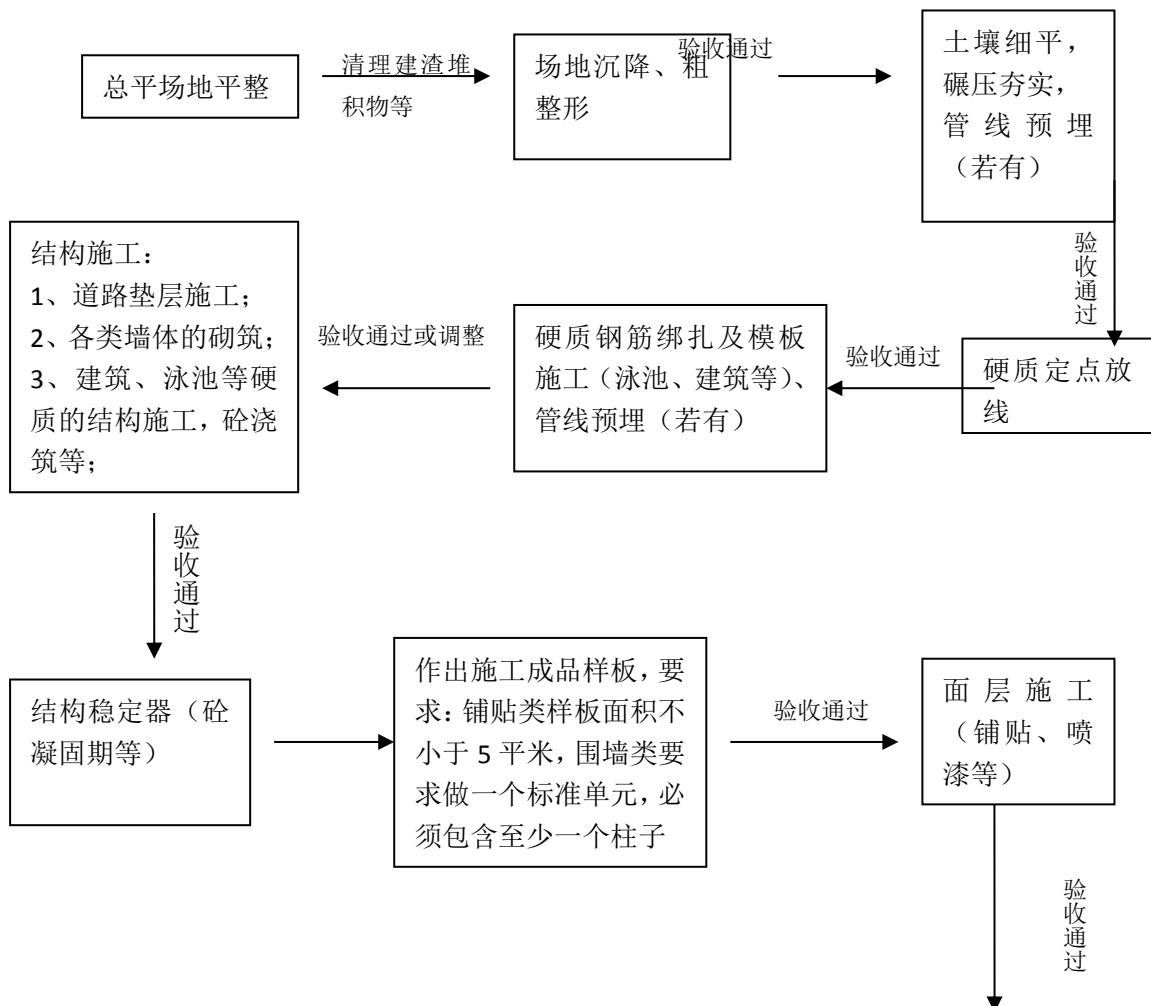 总平场地平整
清理建渣堆
积物等
场地沉降、粗
整形
验收通过
土壤细平，
碾压夯实，
管线预埋
（若有）
验收通过
硬质定点放
线
验收通过
硬质钢筋绑扎及模板
施工（泳池、建筑等）、
管线预埋（若有）
验收通过或调整
结构施工：
1、道路垫层施工；
2、各类墙体的砌筑；
3、建筑、泳池等硬
质的结构施工，砼浇
筑等；
验收通过
结构稳定器（砼
凝固期等）
作出施工成品样板，要
求：铺贴类样板面积不
小于 5 平米，围墙类要
求做一个标准单元，必
须包含至少一个柱子
验收通过
面层施工
（铺贴、喷
漆等）
验收通过